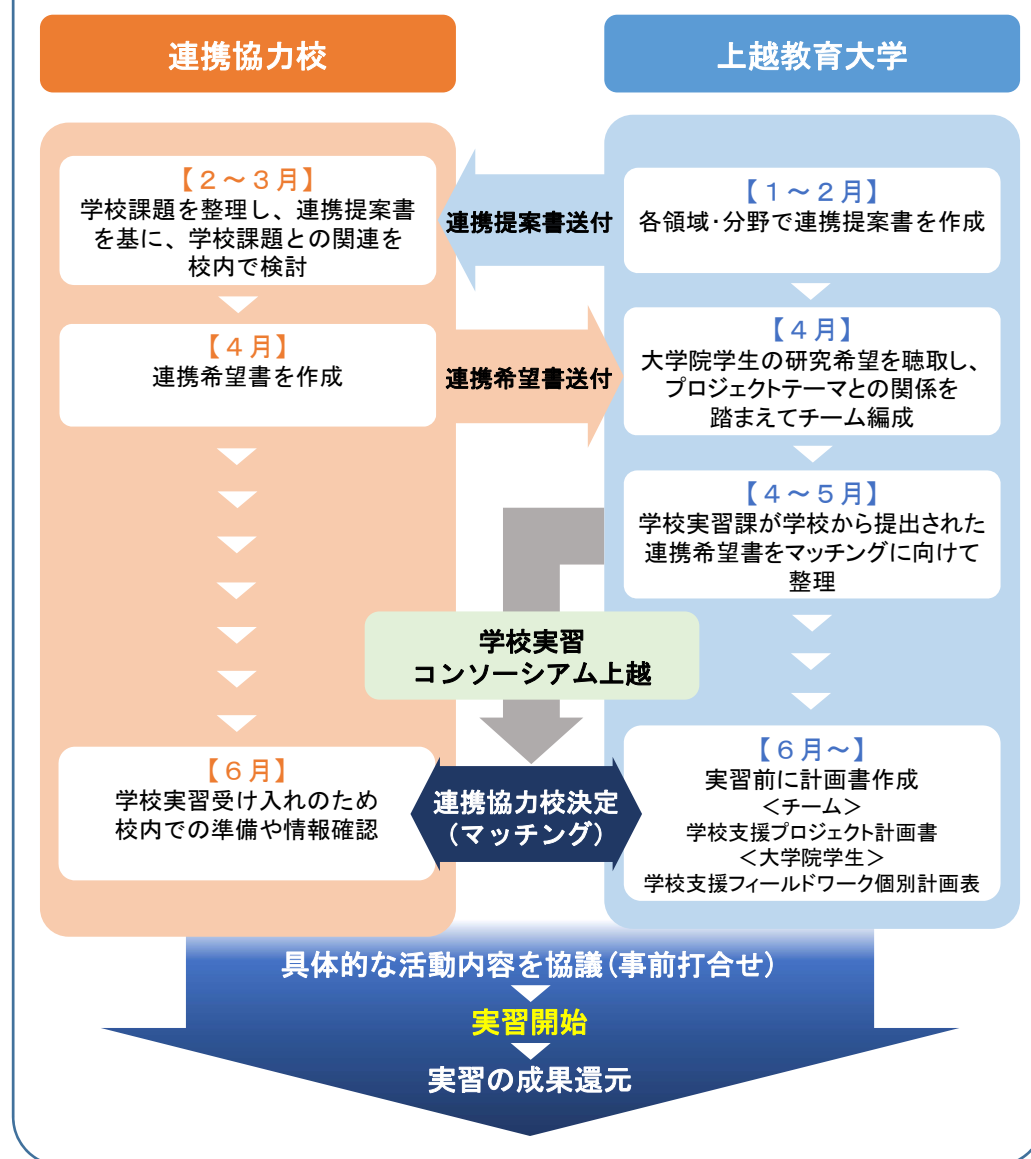 連携協力校
上越教育大学
【２～３月】
学校課題を整理し、連携提案書
を基に、学校課題との関連を
校内で検討
連携提案書送付
【１～２月】
各領域・分野で連携提案書を作成
【４月】
連携希望書を作成
連携希望書送付
【４月】
大学院学生の研究希望を聴取し、
プロジェクトテーマとの関係を
踏まえてチーム編成
【４～５月】
学校実習課が学校から提出された
連携希望書をマッチングに向けて
整理
学校実習
コンソーシアム上越
【６月】
学校実習受け入れのため
校内での準備や情報確認
連携協力校決定
（マッチング）
【６月～】
実習前に計画書作成
＜チーム＞
学校支援プロジェクト計画書
＜大学院学生＞
学校支援フィールドワーク個別計画表
具体的な活動内容を協議（事前打合せ）
実習開始
実習の成果還元